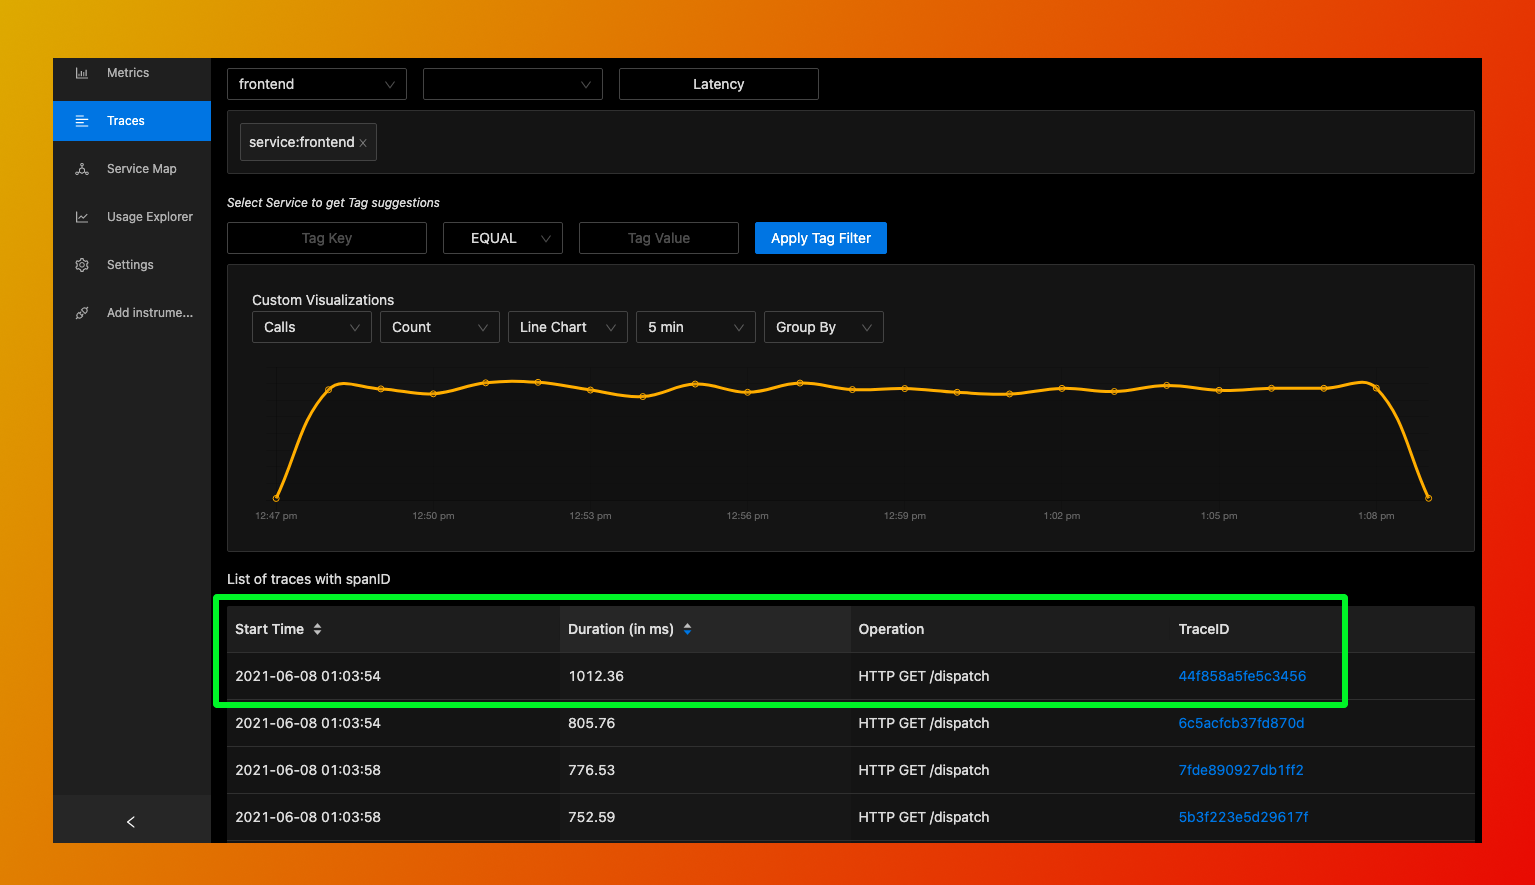 Metrics
Traces
Service Map
Usage Explorer
Settings
Add instrume...
frontend
Latency
service:frontend
Select Service to get Tag suggestions
Tag Key EQUAL Tag Value Apply Tag Filter
Custom Visualizations
Calls Count Line Chart 5 min Group By
12:47 pm 12:50 pm 12:53 pm 12:56 pm 12:59 pm 1:02 pm 1:05 pm 1:08 pm
List of traces with spanID
Start Time Duration (in ms) Operation TraceID
2021-06-08 01:03:54 1012.36 HTTP GET /dispatch 44f858a5fe5c3456
2021-06-08 01:03:54 805.76 HTTP GET /dispatch 6c5acfcb37fd870d
2021-06-08 01:03:58 776.53 HTTP GET /dispatch 7fde890927db1ff2
2021-06-08 01:03:58 752.59 HTTP GET /dispatch 5b3f223e5d29617f